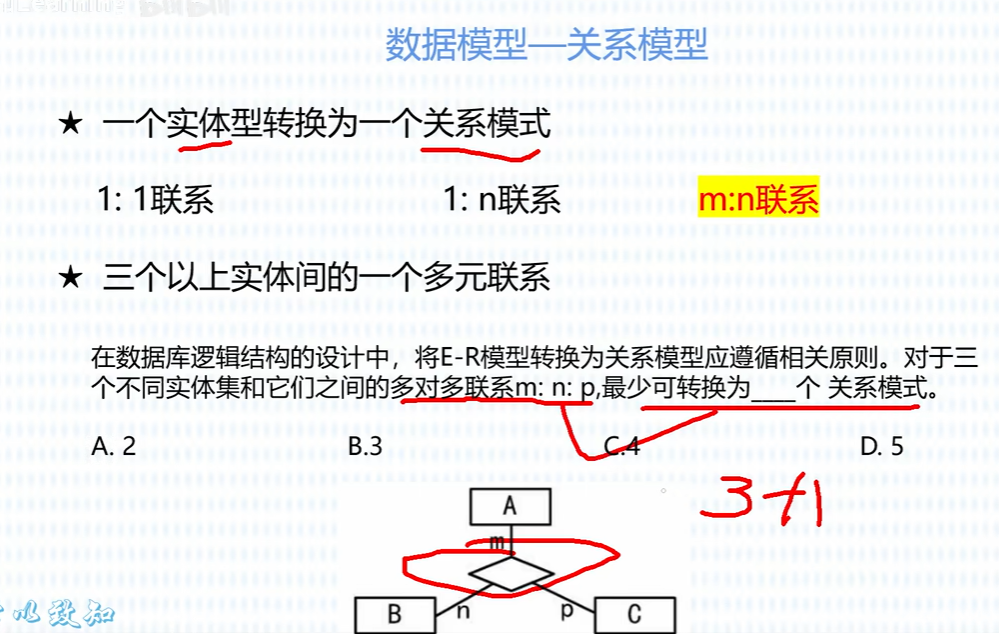 数据模型—关系模型
★ 一个实体型转换为一个关系模式
1: 1联系 1: n联系 m:n联系
★ 三个以上实体间的一个多元联系
在数据库逻辑结构的设计中，将E-R模型转换为关系模型应遵循相关原则。对于三
个不同实体集和它们之间的多对多联系m: n: p,最少可转换为____个 关系模式。
A. 2 B.3 C.4 D. 5
3+1
A
m
B n p C
致知